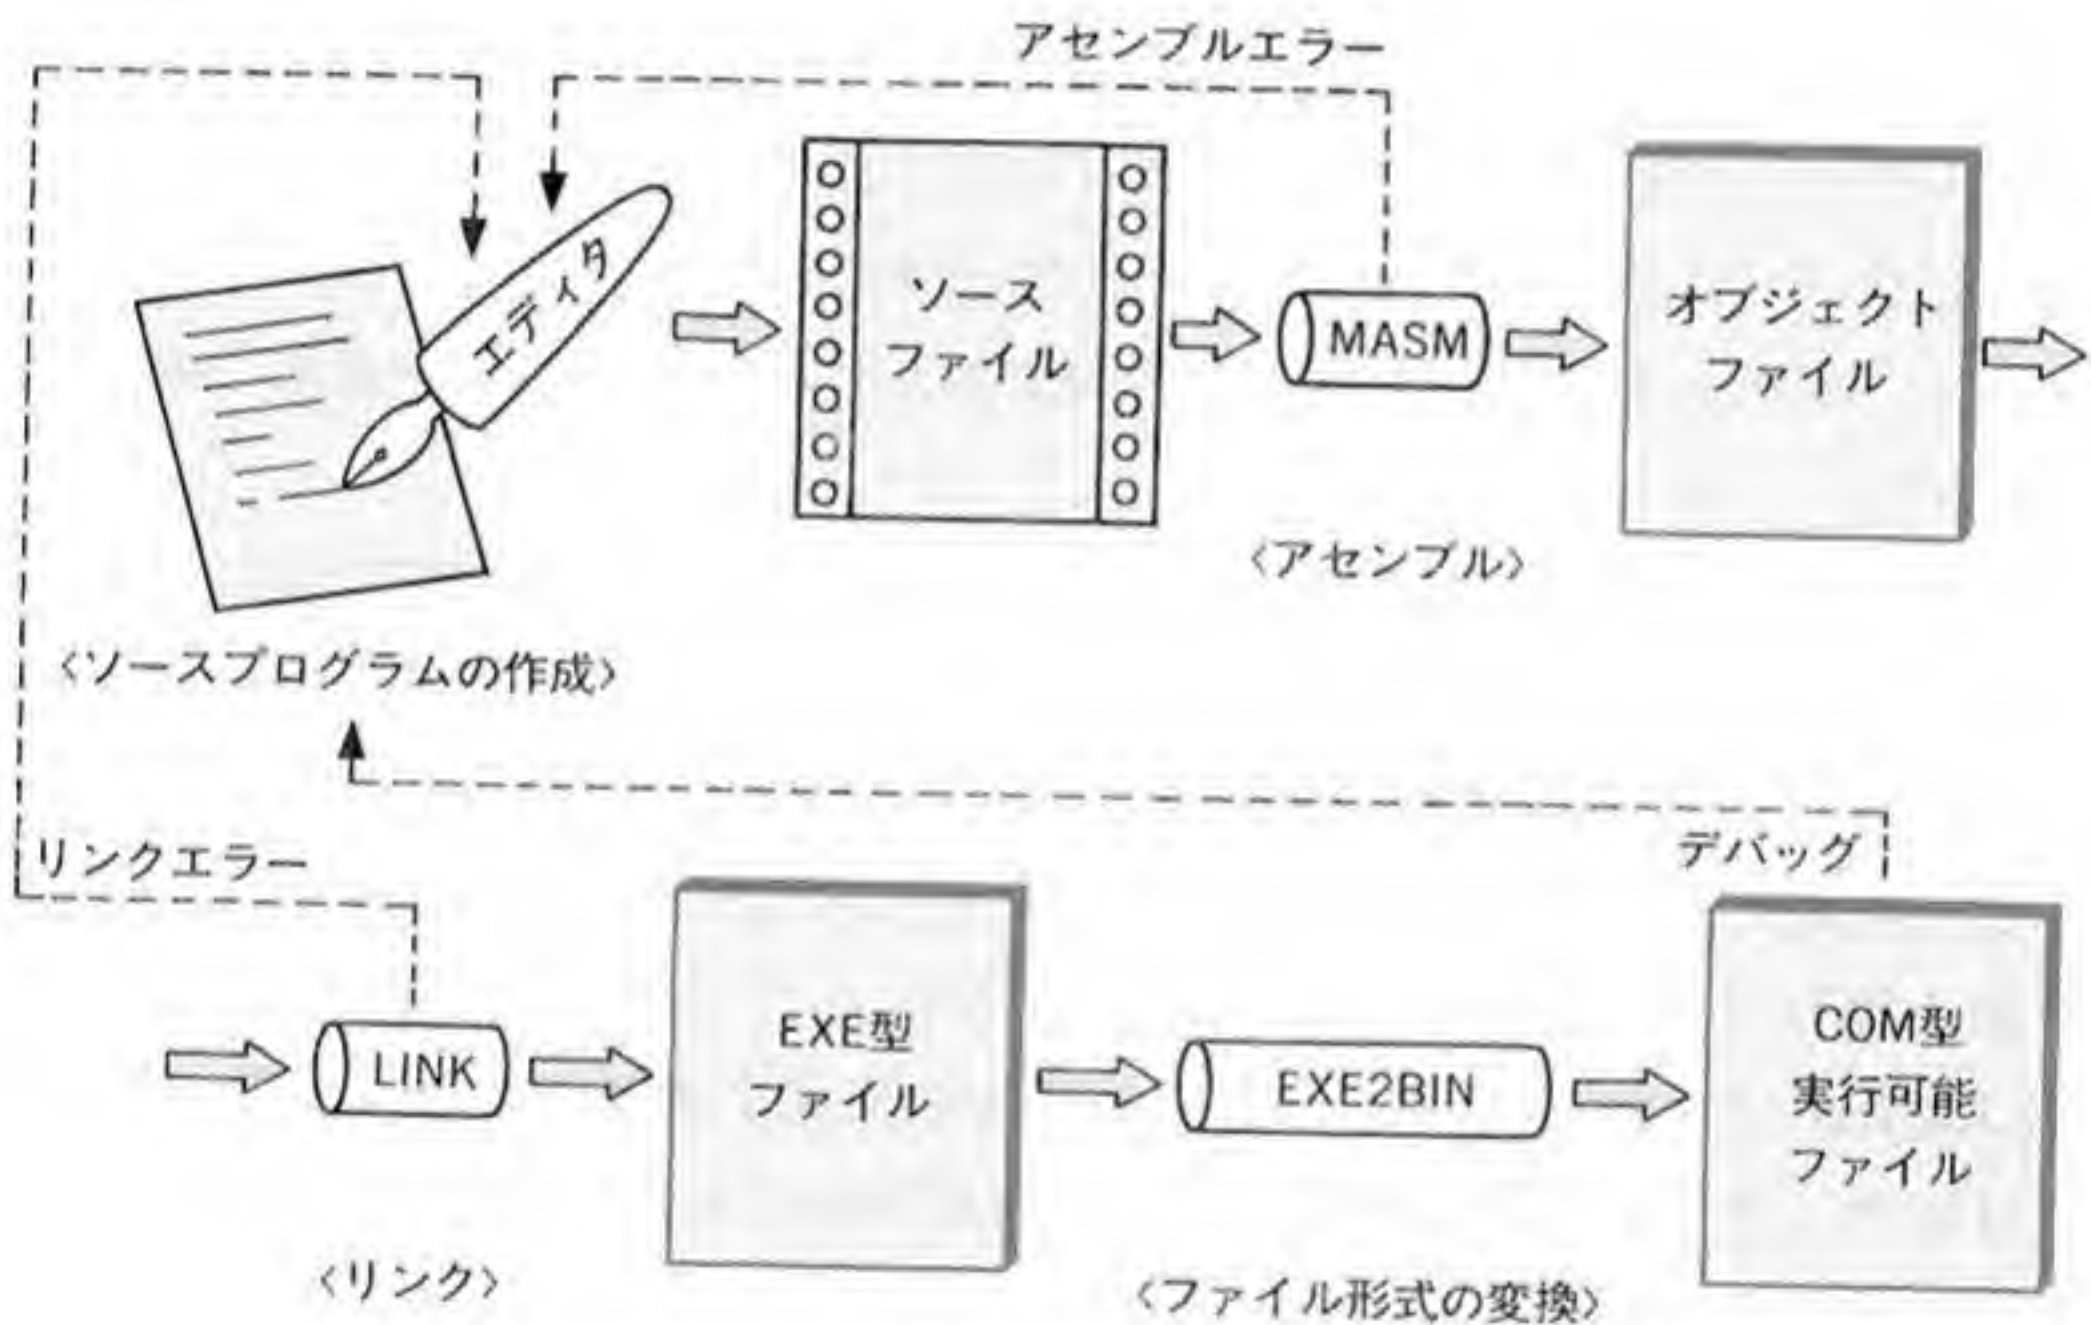 アセンブルエラー
エディタ
ソース
ファイル
MASM
オブジェクト
ファイル
〈アセンブル〉
〈ソースプログラムの作成〉
リンクエラー
デバッグ
LINK
EXE型
ファイル
EXE2BIN
COM型
実行可能
ファイル
〈リンク〉
〈ファイル形式の変換〉